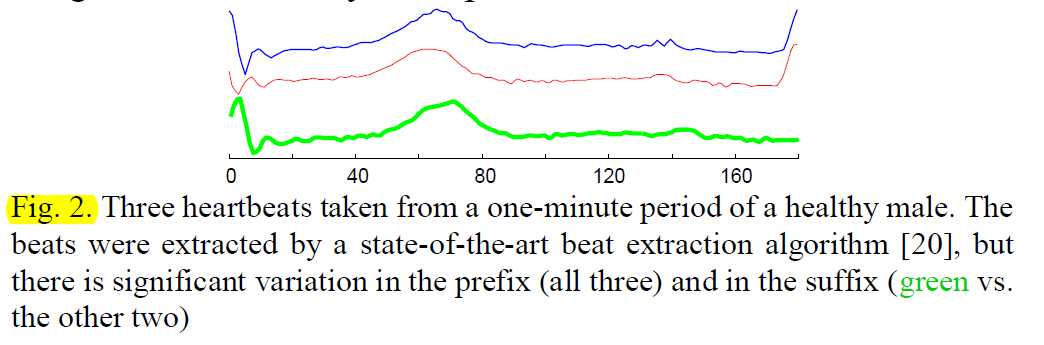 0 40 80 120 160
Fig. 2. Three heartbeats taken from a one-minute period of a healthy male. The
beats were extracted by a state-of-the-art beat extraction algorithm [20], but
there is significant variation in the prefix (all three) and in the suffix (green vs.
the other two)